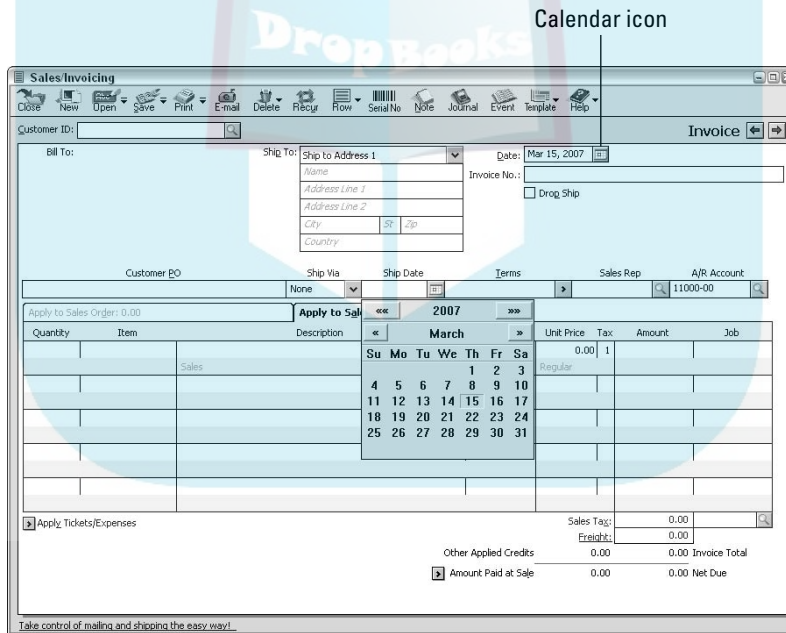 Calendar icon
Drop Books
Sales/Invoicing
Close New Open Save Print E-mail Delete Recur Row Serial No Note Journal Event Template Help
Customer ID: Invoice
Bill To: Ship To: Ship to Address 1 Date: Mar 15, 2007
Name Invoice No.:
Address Line 1 Drop Ship
Address Line 2
City St Zip
Country
Customer PO Ship Via Ship Date Terms Sales Rep A/R Account
None 11000-00
Apply to Sales Order: 0.00 Apply to Sal
«« 2007 »»
« March »
Quantity Item Description Unit Price Tax Amount Job
0.00 1
Sales Regular
Su Mo Tu We Th Fr Sa
1 2 3
4 5 6 7 8 9 10
11 12 13 14 15 16 17
18 19 20 21 22 23 24
25 26 27 28 29 30 31
Apply Tickets/Expenses Sales Tax: 0.00
Freight: 0.00
Other Applied Credits 0.00 0.00 Invoice Total
Amount Paid at Sale 0.00 0.00 Net Due
Take control of mailing and shipping the easy way!